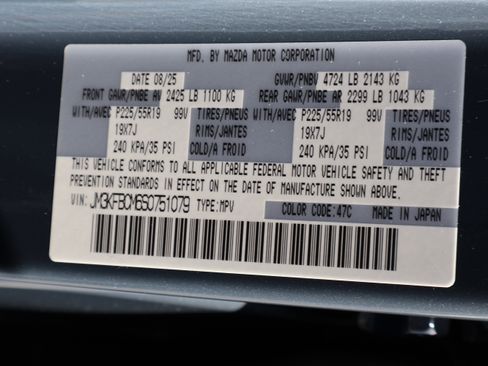 MFD. BY MAZDA MOTOR CORPORATION
DATE 08/25 GVWR/PNBV 4724 LB 2143 KG
FRONT GAWR/PNBE AV 2425 LB 1100 KG REAR GAWR/PNBE AR 2299 LB 1043 KG
WITH/AVEC P225/55R19 99V TIRES/PNEUS WITH/AVEC P225/55R19 99V TIRES/PNEUS
19X7J RIMS/JANTES 19X7J RIMS/JANTES
240 KPA/35 PSI COLD/A FROID 240 KPA/35 PSI COLD/A FROID
THIS VEHICLE CONFORMS TO ALL APPLICABLE FEDERAL MOTOR VEHICLE SAFETY AND THEFT
PREVENTION STANDARDS IN EFFECT ON THE DATE OF MANUFACTURE SHOWN ABOVE.
VIN: JM3KFBCM6S0751079 TYPE:MPV COLOR CODE:47C MADE IN JAPAN